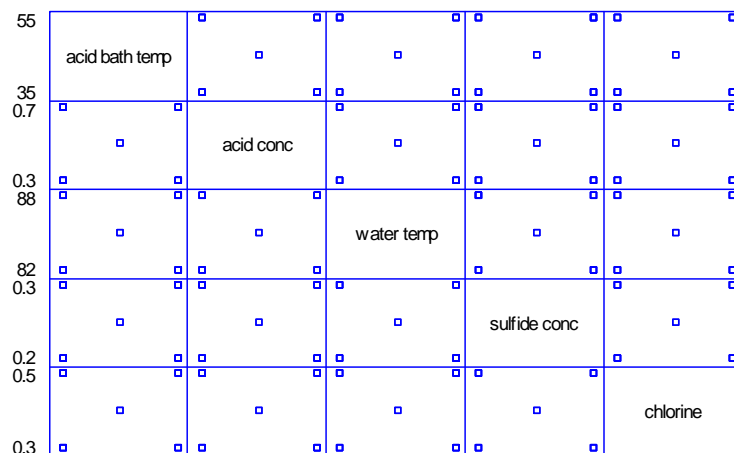 55
acid bath temp
35
0.7
acid conc
0.3
88
water temp
82
0.3
sulfide conc
0.2
0.5
chlorine
0.3